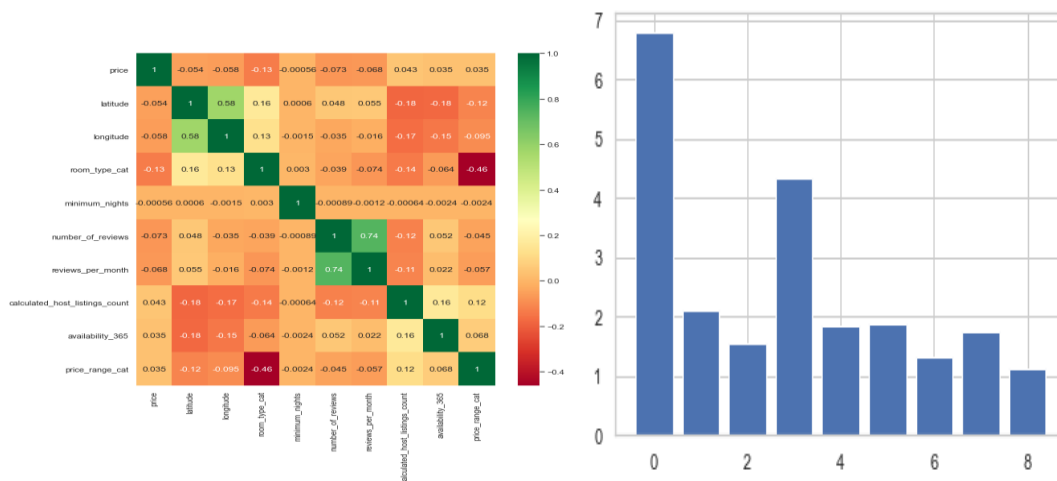 price 1 -0.054 -0.058 -0.13 -0.00056 -0.073 -0.068 0.043 0.035 0.035
latitude -0.054 1 0.58 0.16 0.0006 0.048 0.055 -0.18 -0.18 -0.12
longitude -0.058 0.58 1 0.13 -0.0015 -0.035 -0.016 -0.17 -0.15 -0.095
room_type_cat -0.13 0.16 0.13 1 0.003 -0.039 -0.074 -0.14 -0.064 -0.46
minimum_nights -0.00056 0.0006 -0.0015 0.003 1 -0.00089 -0.0012 -0.00064 -0.0024 -0.0024
number_of_reviews -0.073 0.048 -0.035 -0.039 -0.00089 1 0.74 -0.12 0.052 -0.045
reviews_per_month -0.068 0.055 -0.016 -0.074 -0.0012 0.74 1 -0.11 0.022 -0.057
calculated_host_listings_count 0.043 -0.18 -0.17 -0.14 -0.00064 -0.12 -0.11 1 0.16 0.12
availability_365 0.035 -0.18 -0.15 -0.064 -0.0024 0.052 0.022 0.16 1 0.068
price_range_cat 0.035 -0.12 -0.095 -0.46 -0.0024 -0.045 -0.057 0.12 0.068 1
price latitude longitude room_type_cat minimum_nights number_of_reviews reviews_per_month alculated_host_listings_count availability_365 price_range_cat
1.0
0.8
0.6
0.4
0.2
0.0
-0.2
-0.4
7
6
5
4
3
2
1
0
0 2 4 6 8